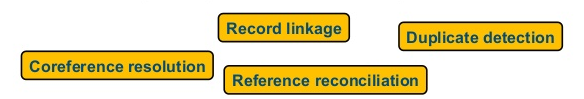 Record linkage
Duplicate detection
Coreference resolution
Reference reconciliation